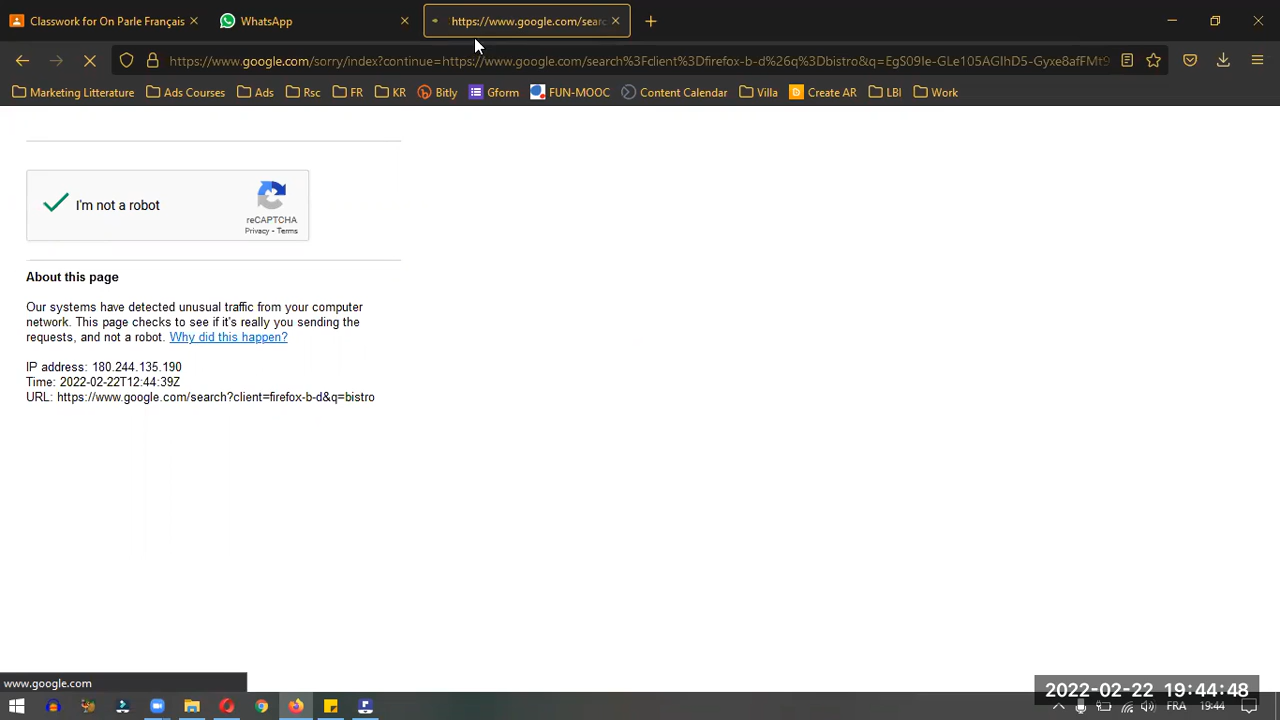 Classwork for On Parle Français
WhatsApp
https://www.google.com/searc
https://www.google.com/sorry/index?continue=https://www.google.com/search%3Fclient%3Dfirefox-b-d%26q%3Dbistro&q=EgS09Ie-GLe105AGIhD5-Gyxe8afFMt9
Marketing Litterature
Ads Courses
Ads
Rsc
FR
KR
Bitly
Gform
FUN-MOOC
Content Calendar
Villa
Create AR
LBI
Work
I'm not a robot
reCAPTCHA
Privacy - Terms
About this page
Our systems have detected unusual traffic from your computer
network. This page checks to see if it's really you sending the
requests, and not a robot. Why did this happen?
IP address: 180.244.135.190
Time: 2022-02-22T12:44:39Z
URL: https://www.google.com/search?client=firefox-b-d&q=bistro
www.google.com
2022-02-22 19:44:48
FRA
19:44